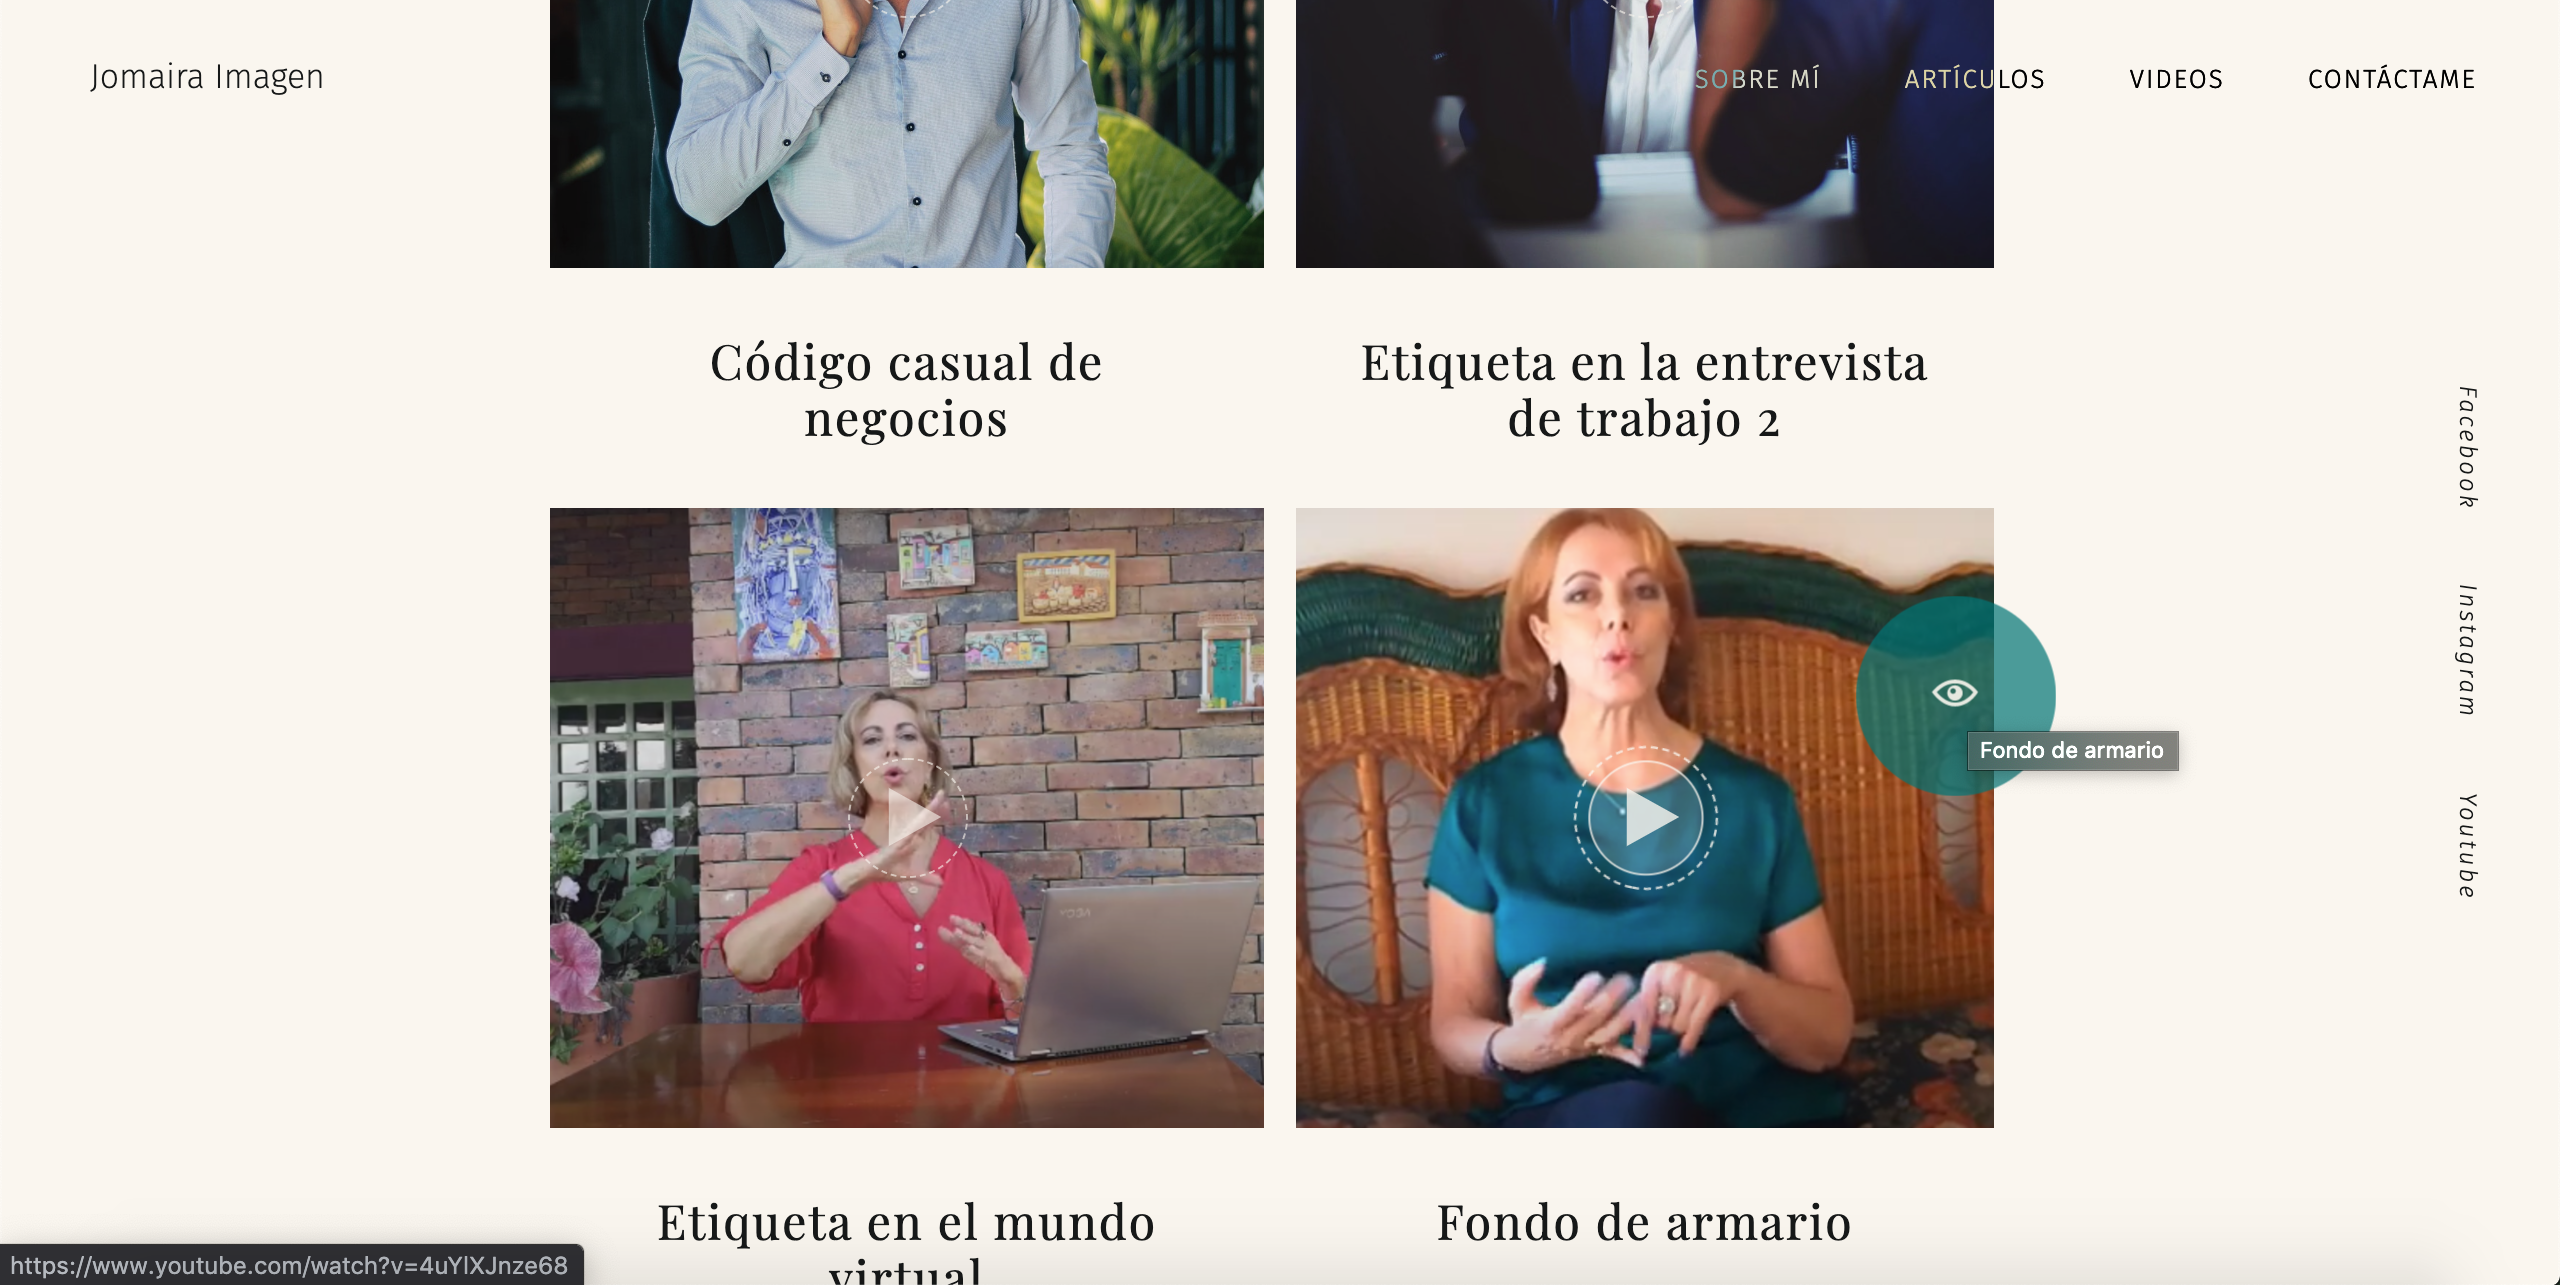 Jomaira Imagen
SOBRE MÍ
ARTÍCULOS
VIDEOS
CONTÁCTAME
Código casual de
negocios
Etiqueta en la entrevista
de trabajo 2
Facebook
Instagram
Youtube
YOGA
Fondo de armario
Etiqueta en el mundo
virtual
Fondo de armario
https://www.youtube.com/watch?v=4uYlXJnze68